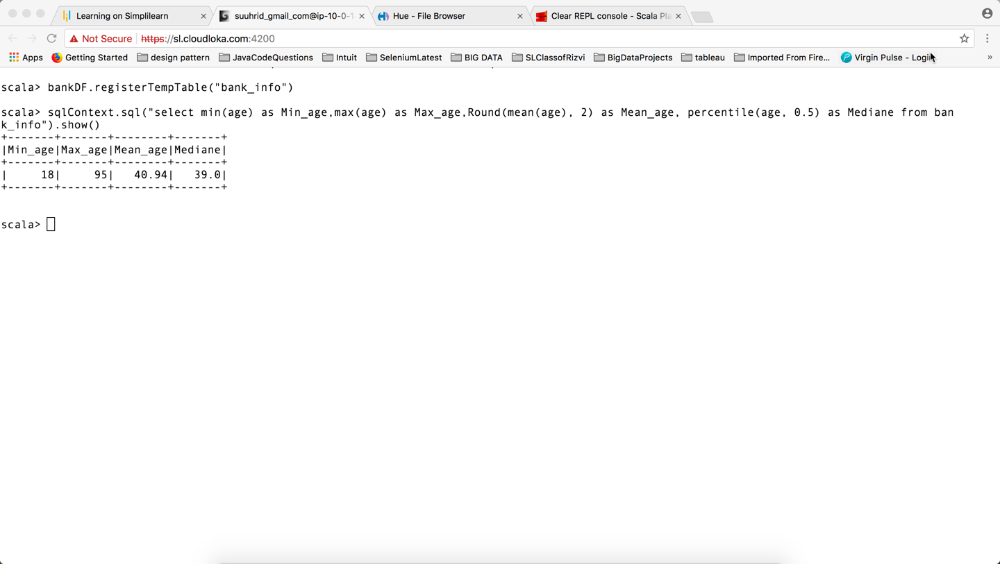 Learning on Simplilearn
suuhrid_gmail_com@ip-10-0-1
Hue - File Browser
Clear REPL console - Scala Pla
Not Secure https://sl.cloudloka.com:4200
Apps Getting Started design pattern JavaCodeQuestions Intuit SeleniumLatest BIG DATA SLClassofRizvi BigDataProjects tableau Imported From Fire... Virgin Pulse - Login »
scala> bankDF.registerTempTable("bank_info")
scala> sqlContext.sql("select min(age) as Min_age,max(age) as Max_age,Round(mean(age), 2) as Mean_age, percentile(age, 0.5) as Mediane from ban
k_info").show()
+-------+-------+--------+-------+
|Min_age|Max_age|Mean_age|Mediane|
+-------+-------+--------+-------+
|     18|     95|   40.94|   39.0|
+-------+-------+--------+-------+
scala>